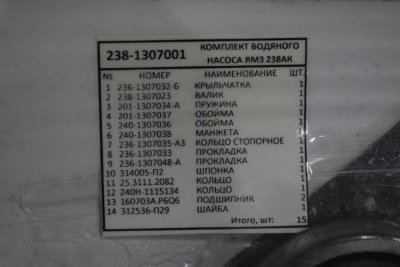 238-1307001 КОМПЛЕКТ ВОДЯНОГО
НАСОСА ЯМЗ 238АК
№ НОМЕР НАИМЕНОВАНИЕ ШТ.
1 236-1307032-Б КРЫЛЬЧАТКА 1
2 238-1307023 ВАЛИК 1
3 201-1307034-А ПРУЖИНА 1
4 201-1307037 ОБОЙМА 1
5 240-1307036 ОБОЙМА 1
6 240-1307038 МАНЖЕТА 1
7 236-1307035-А3 КОЛЬЦО СТОПОРНОЕ 1
8 236-1307033 ПРОКЛАДКА 1
9 236-1307048-А ПРОКЛАДКА 1
10 314005-П2 ШПОНКА 1
11 25.3111.2082 КОЛЬЦО 1
12 240Н-1115134 КОЛЬЦО 1
13 160703А.Р6Q6 ПОДШИПНИК 2
14 312536-П29 ШАЙБА 1
Итого, шт: 15